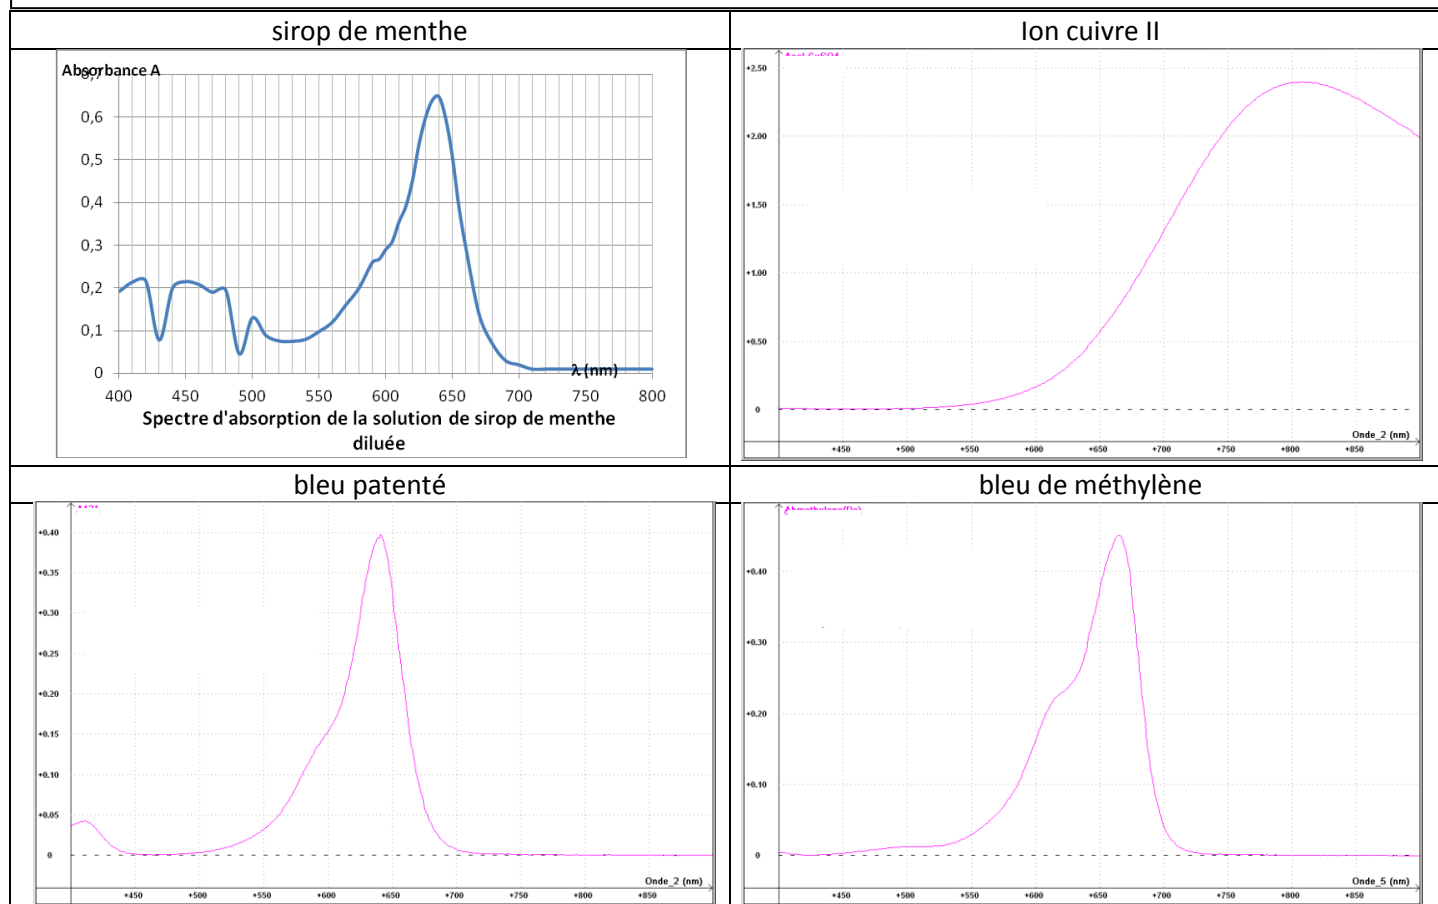 sirop de menthe
Ion cuivre II
Absorbance A
0,7
0,6
0,5
0,4
0,3
0,2
0,1
0
λ (nm)
400 450 500 550 600 650 700 750 800
Spectre d'absorption de la solution de sirop de menthe
diluée
+2.50
+2.00
+1.50
+1.00
+0.50
0
Onde_2 (nm)
+450 +500 +550 +600 +650 +700 +750 +800 +850
bleu patenté
bleu de méthylène
+0.40
+0.35
+0.30
+0.25
+0.20
+0.15
+0.10
+0.05
0
Onde_2 (nm)
+450 +500 +550 +600 +650 +700 +750 +800 +850
+0.40
+0.30
+0.20
+0.10
0
Onde_5 (nm)
+450 +500 +550 +600 +650 +700 +750 +800 +850